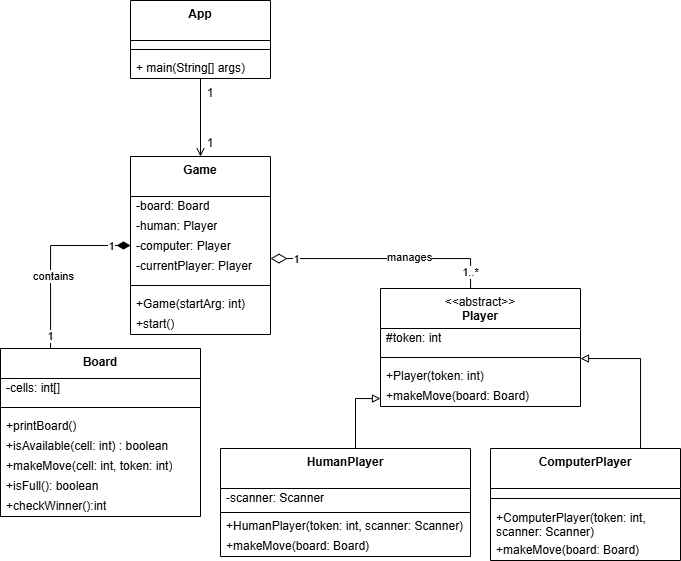 App
+ main(String[] args)
1
1
Game
-board: Board
-human: Player
-computer: Player
-currentPlayer: Player
+Game(startArg: int)
+start()
1
contains
1
1
manages
1..*
Board
-cells: int[]
+printBoard()
+isAvailable(cell: int) : boolean
+makeMove(cell: int, token: int)
+isFull(): boolean
+checkWinner():int
<<abstract>>
Player
#token: int
+Player(token: int)
+makeMove(board: Board)
HumanPlayer
-scanner: Scanner
+HumanPlayer(token: int, scanner: Scanner)
+makeMove(board: Board)
ComputerPlayer
+ComputerPlayer(token: int,
scanner: Scanner)
+makeMove(board: Board)